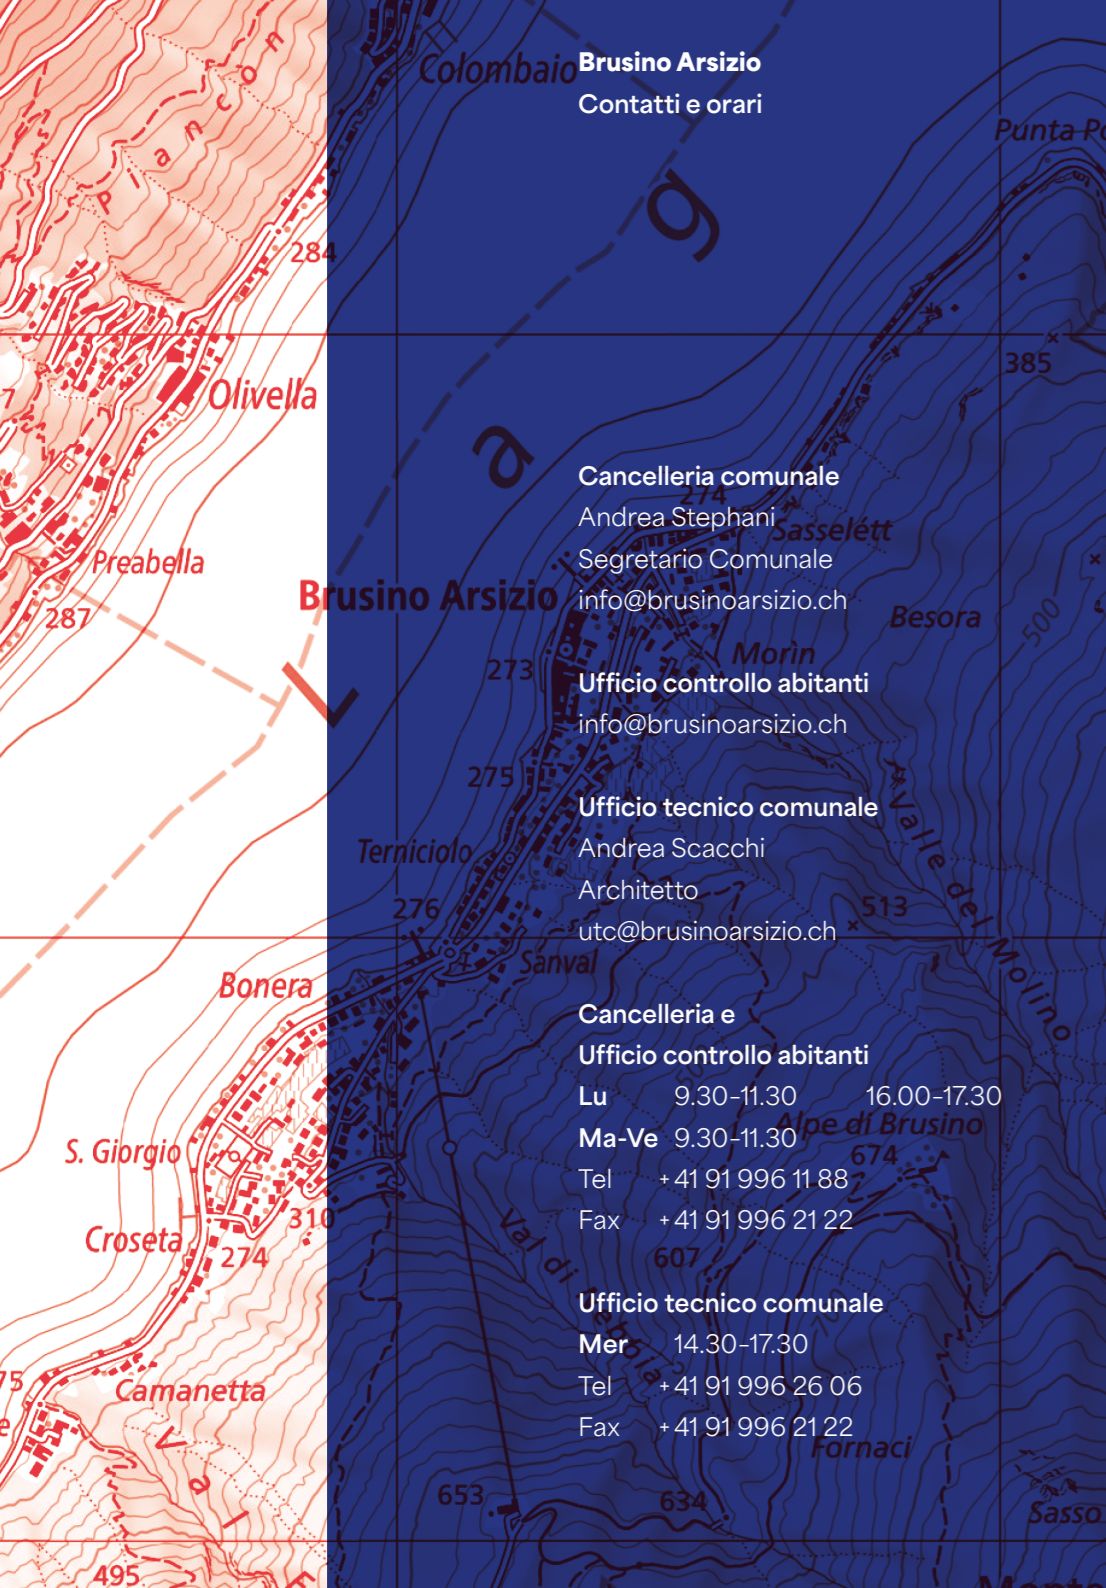 Brusino Arsizio
Contatti e orari
Cancelleria comunale
Andrea Stephani
Segretario Comunale
info@brusinoarsizio.ch
Ufficio controllo abitanti
info@brusinoarsizio.ch
Ufficio tecnico comunale
Andrea Scacchi
Architetto
utc@brusinoarsizio.ch
Cancelleria e
Ufficio controllo abitanti
Lu 9.30–11.30 16.00–17.30
Ma-Ve 9.30–11.30
Tel +41 91 996 11 88
Fax +41 91 996 21 22
Ufficio tecnico comunale
Mer 14.30–17.30
Tel +41 91 996 26 06
Fax +41 91 996 21 22
Colombaio
Piancón
284
Olivella
385
274
Sasselétt
Preabella
287
Brusino Arsizio
Besora
500
Morìn
273
L a g
275
Terniciolo
276
513
Valle del Molino
Sanval
Bonera
S. Giorgio
Croseta
310
274
Alpe di Brusino
674
607
Camanetta
Fornaci
653
634
Sasso
495
Val